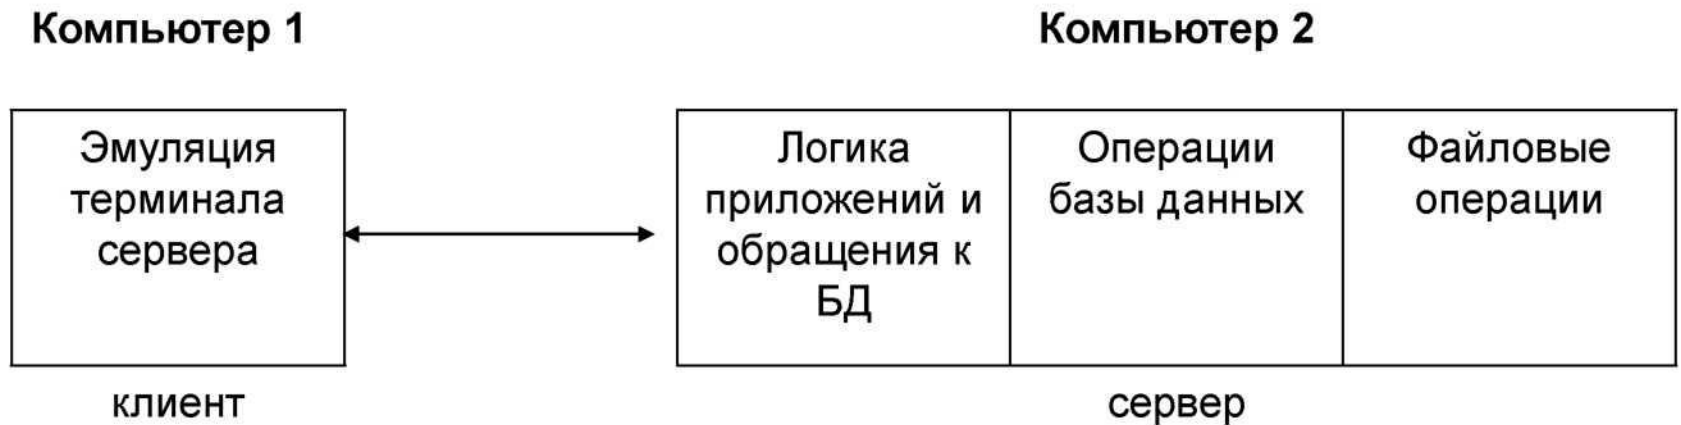 Компьютер 1
Компьютер 2
Эмуляция
терминала
сервера
Логика
приложений и
обращения к
БД
Операции
базы данных
Файловые
операции
клиент
сервер